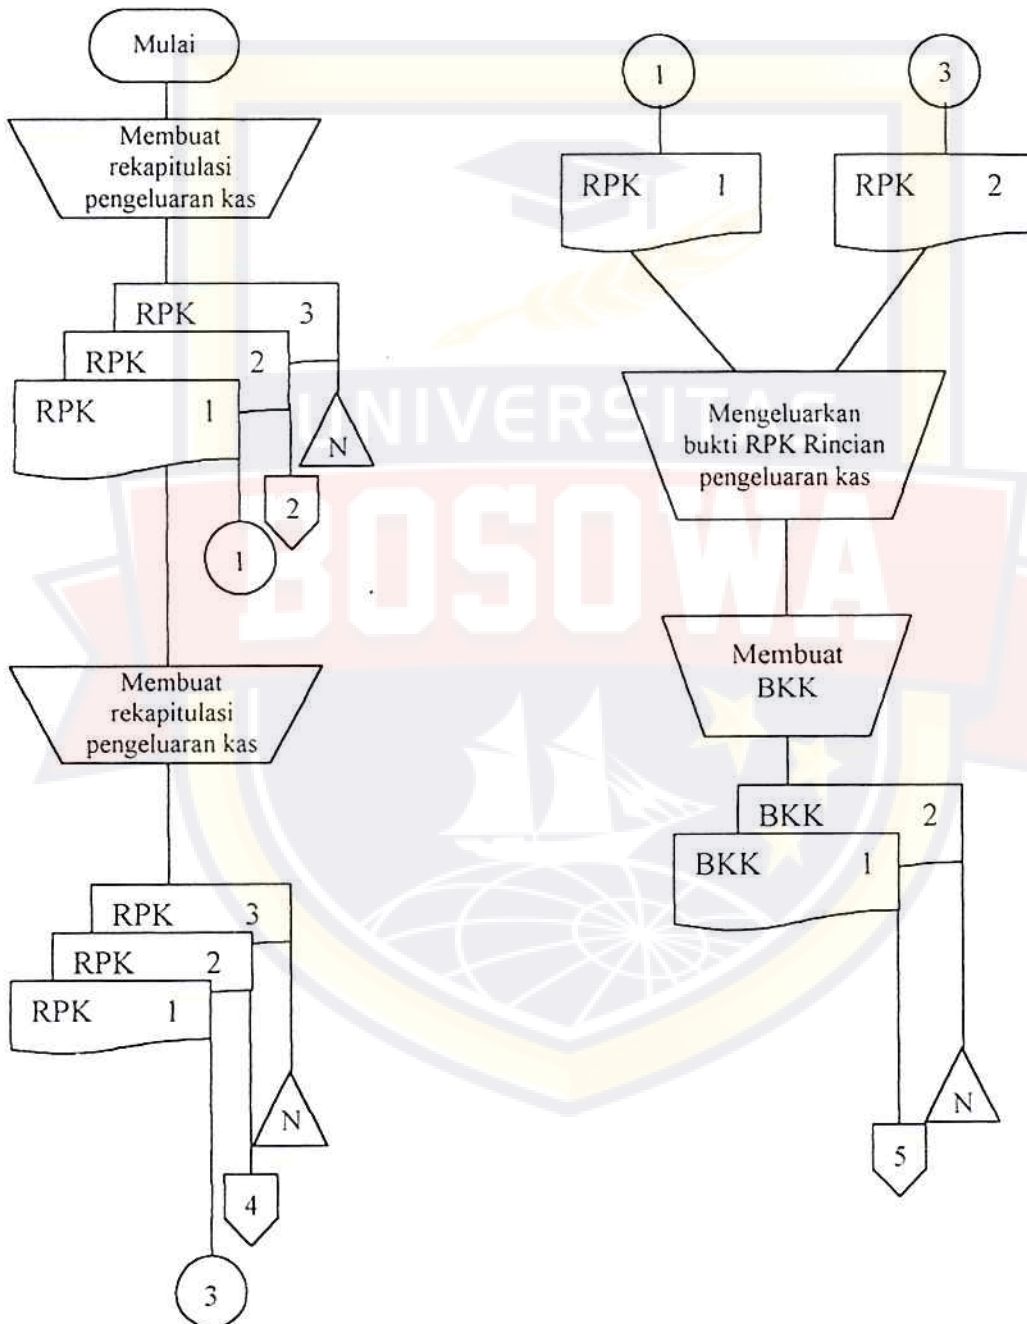 Mulai
Membuat
rekapitulasi
pengeluaran kas
RPK 3
RPK 2
RPK 1
N
2
1
Membuat
rekapitulasi
pengeluaran kas
RPK 3
RPK 2
RPK 1
N
4
3
1
3
RPK 1
RPK 2
Mengeluarkan
bukti RPK Rincian
pengeluaran kas
Membuat
BKK
BKK 2
BKK 1
N
5
UNIVERSITAS
BOSOWA